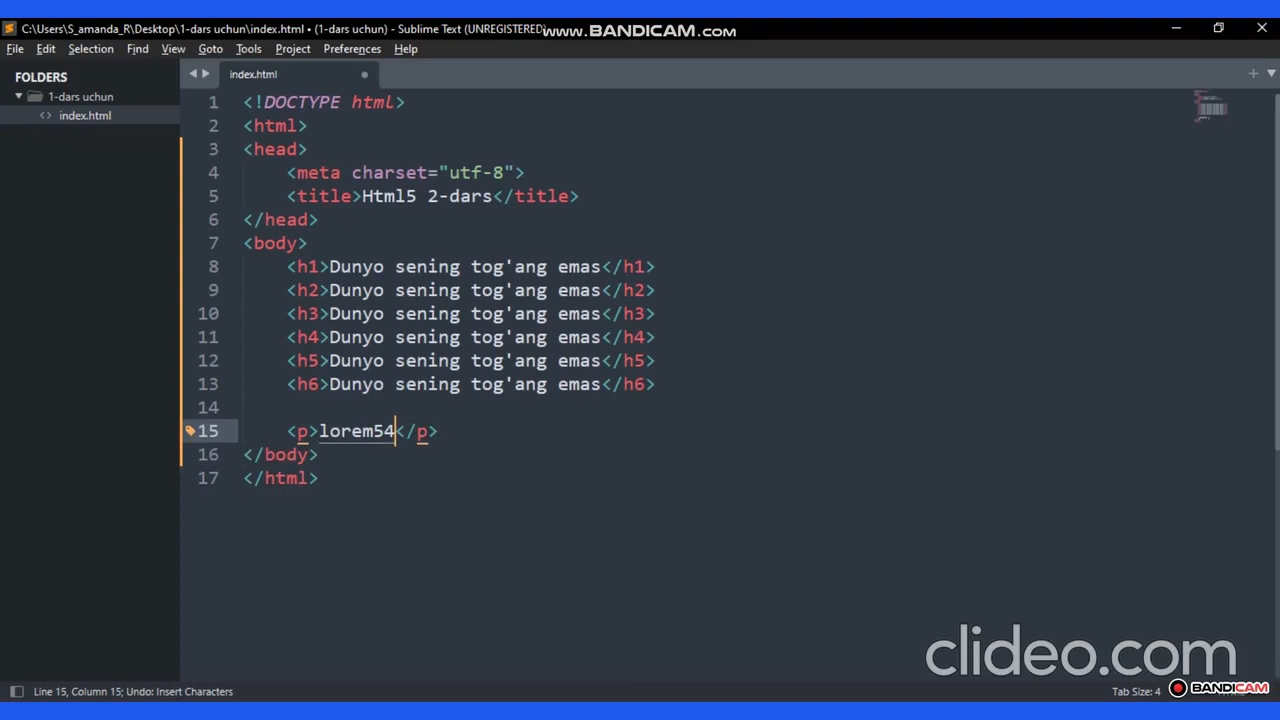 C:\Users\S_amanda_R\Desktop\1-dars uchun\index.html • (1-dars uchun) - Sublime Text (UNREGISTERED)
www.BANDICAM.com
File Edit Selection Find View Goto Tools Project Preferences Help
FOLDERS
1-dars uchun
index.html
index.html
1 <!DOCTYPE html>
2 <html>
3 <head>
4 <meta charset="utf-8">
5 <title>Html5 2-dars</title>
6 </head>
7 <body>
8 <h1>Dunyo sening tog'ang emas</h1>
9 <h2>Dunyo sening tog'ang emas</h2>
10 <h3>Dunyo sening tog'ang emas</h3>
11 <h4>Dunyo sening tog'ang emas</h4>
12 <h5>Dunyo sening tog'ang emas</h5>
13 <h6>Dunyo sening tog'ang emas</h6>
14
15 <p>lorem54</p>
16 </body>
17 </html>
clideo.com
Line 15, Column 15; Undo: Insert Characters
Tab Size: 4
BANDICAM